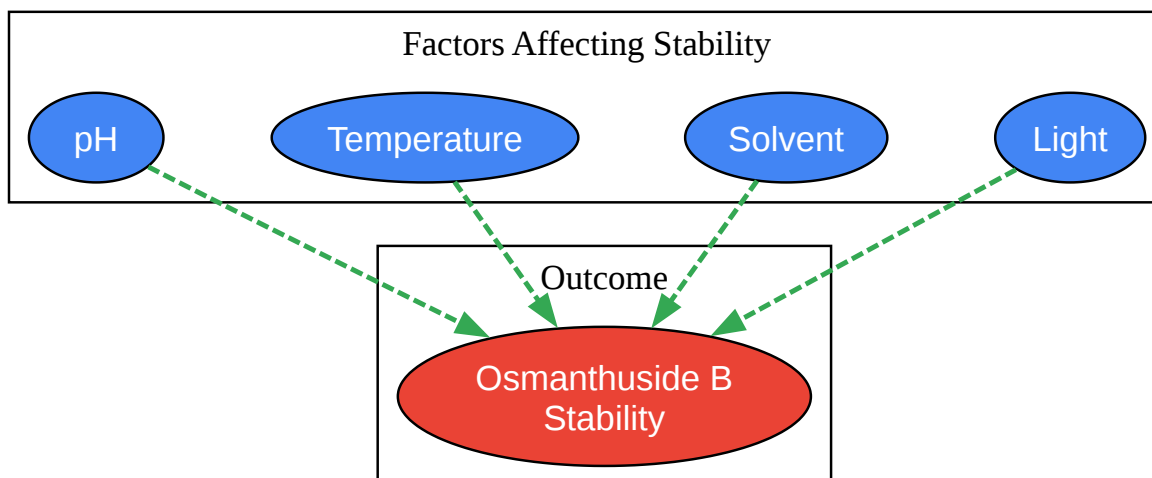 Factors Affecting Stability
pH
Temperature
Solvent
Light
Outcome
Osmanthuside B
Stability